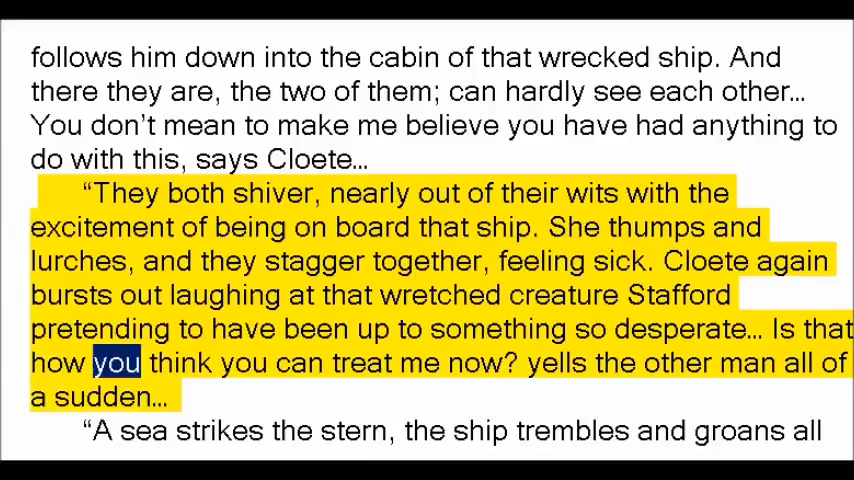 follows him down into the cabin of that wrecked ship. And
there they are, the two of them; can hardly see each other...
You don’t mean to make me believe you have had anything to
do with this, says Cloete...
“They both shiver, nearly out of their wits with the
excitement of being on board that ship. She thumps and
lurches, and they stagger together, feeling sick. Cloete again
bursts out laughing at that wretched creature Stafford
pretending to have been up to something so desperate... Is that
how you think you can treat me now? yells the other man all of
a sudden...
“A sea strikes the stern, the ship trembles and groans all